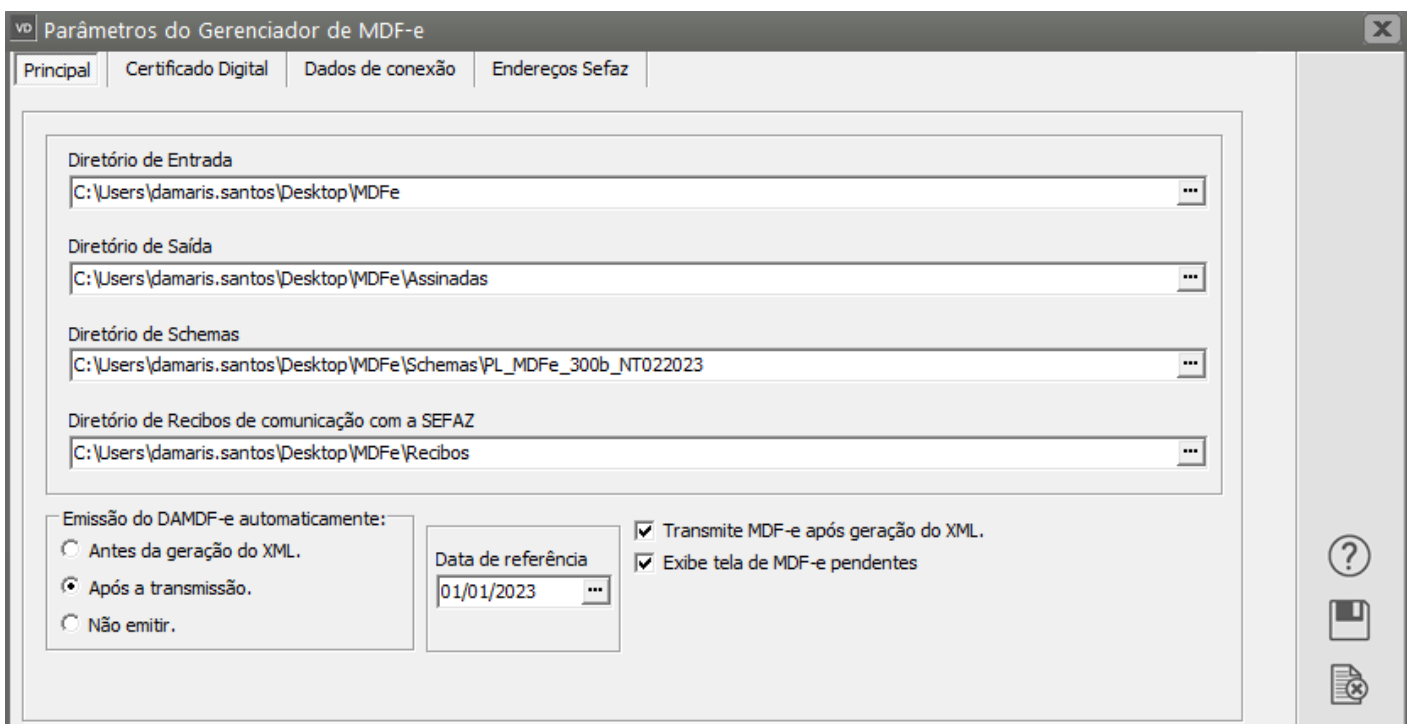 VD Parâmetros do Gerenciador de MDF-e
Principal Certificado Digital Dados de conexão Endereços Sefaz
Diretório de Entrada
C:\Users\damaris.santos\Desktop\MDFe
Diretório de Saída
C:\Users\damaris.santos\Desktop\MDFe\Assinadas
Diretório de Schemas
C:\Users\damaris.santos\Desktop\MDFe\Schemas\PL_MDFe_300b_NT022023
Diretório de Recibos de comunicação com a SEFAZ
C:\Users\damaris.santos\Desktop\MDFe\Recibos
Emissão do DAMDF-e automaticamente:
Antes da geração do XML.
Após a transmissão.
Não emitir.
Data de referência
01/01/2023
Transmite MDF-e após geração do XML.
Exibe tela de MDF-e pendentes